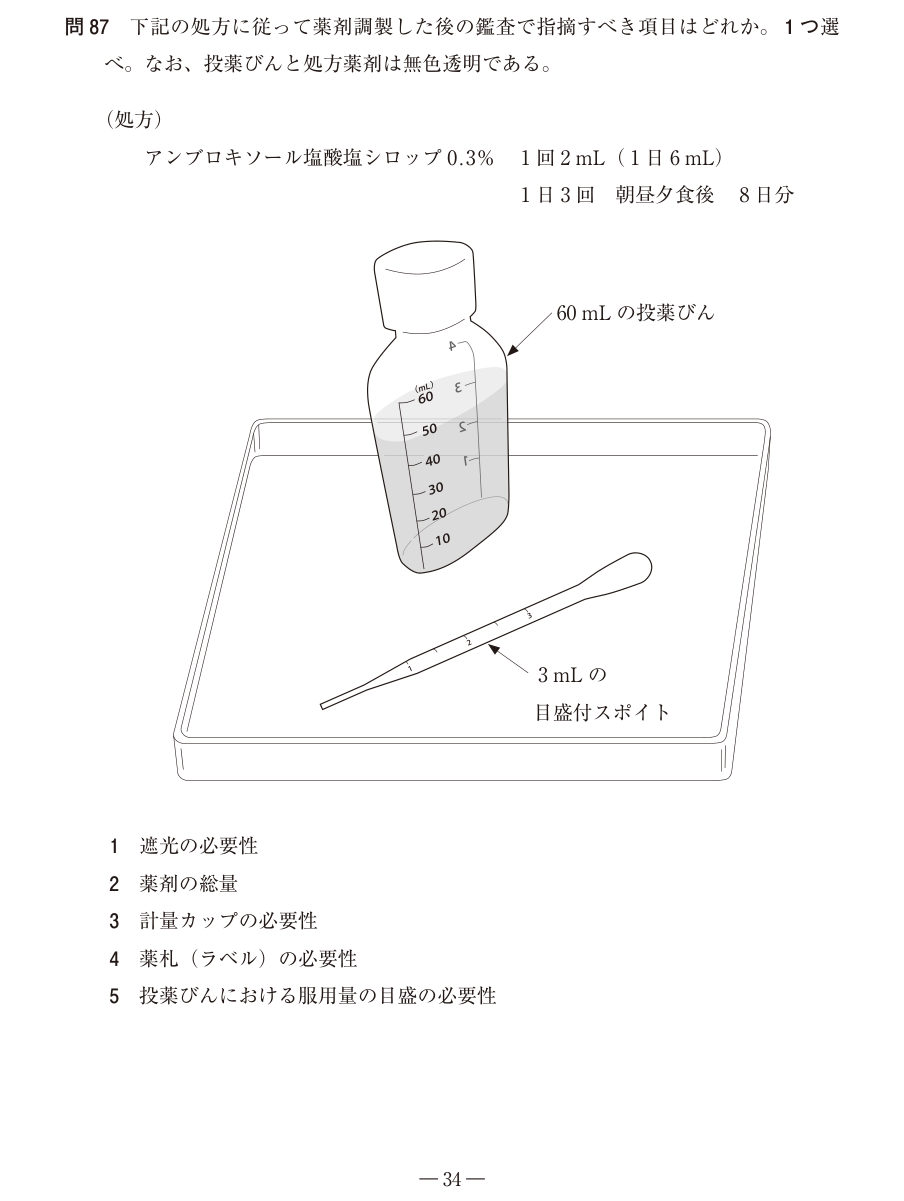 問 87 下記の処方に従って薬剤調製した後の鑑査で指摘すべき項目はどれか。1 つ選
べ。なお、投薬びんと処方薬剤は無色透明である。
(処方)
アンブロキソール塩酸塩シロップ 0.3% 1 回 2 mL(1 日 6 mL)
1 日 3 回 朝昼夕食後 8 日分
60 mL の投薬びん
4
(mL)
60
3
50
2
40
1
30
20
10
3
2
1
3 mL の
目盛付スポイト
1 遮光の必要性
2 薬剤の総量
3 計量カップの必要性
4 薬札(ラベル)の必要性
5 投薬びんにおける服用量の目盛の必要性
― 34 ―